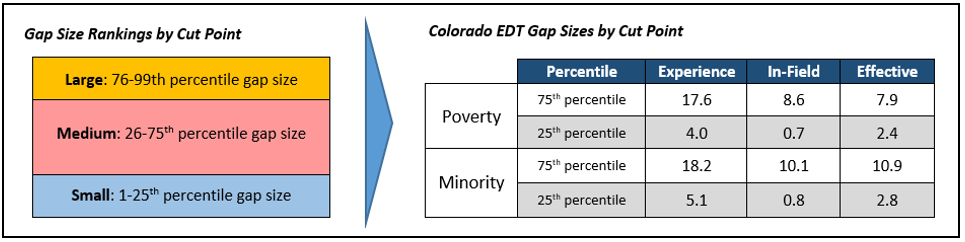 Gap Size Rankings by Cut Point
Large: 76-99th percentile gap size
Medium: 26-75th percentile gap size
Small: 1-25th percentile gap size
Colorado EDT Gap Sizes by Cut Point
Percentile Experience In-Field Effective
Poverty
75th percentile 17.6 8.6 7.9
25th percentile 4.0 0.7 2.4
Minority
75th percentile 18.2 10.1 10.9
25th percentile 5.1 0.8 2.8